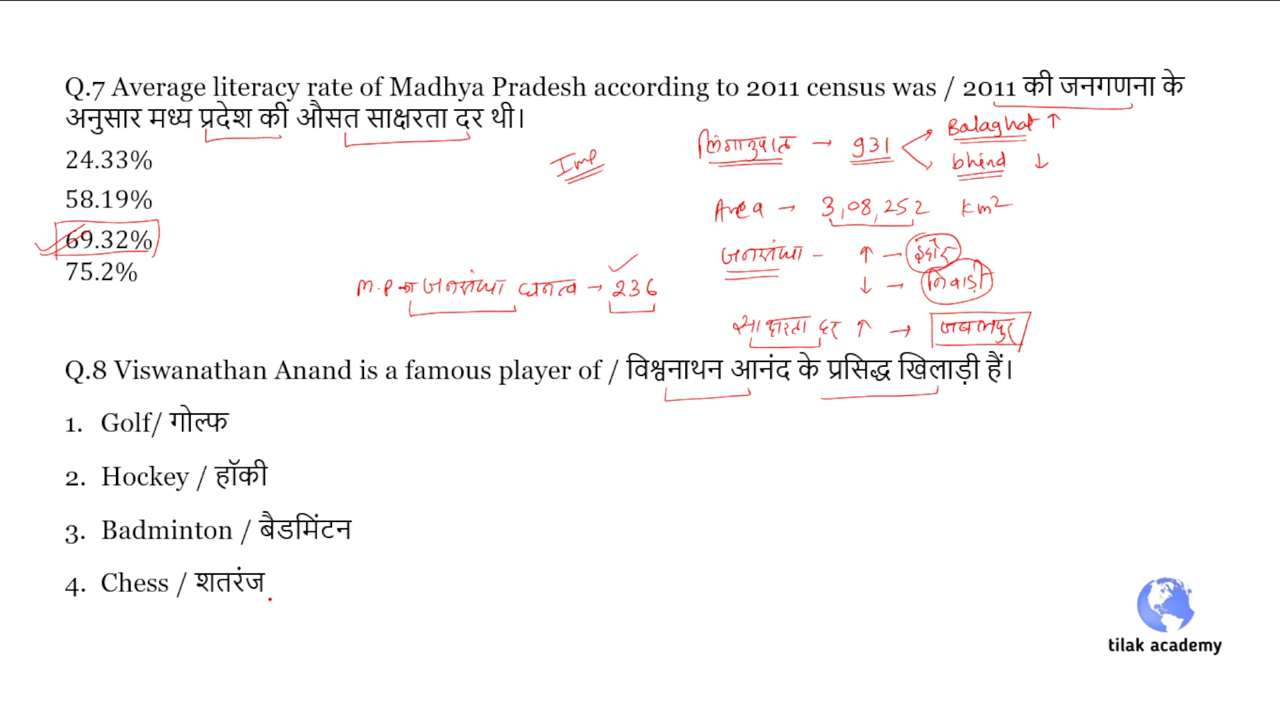 Q.7 Average literacy rate of Madhya Pradesh according to 2011 census was / 2011 की जनगणना के
अनुसार मध्य प्रदेश की औसत साक्षरता दर थी।
24.33%
58.19%
69.32%
75.2%
Imp
लिंगानुपात → 931
Balaghat ↑
bhind ↓
Area → 3,08,252 km2
जनसंख्या - ↑ → इंदौर
↓ → निवाड़ी
M.P का जनसंख्या घनत्व → 236
साक्षरता दर ↑ → जबलपुर
Q.8 Viswanathan Anand is a famous player of / विश्वनाथन आनंद के प्रसिद्ध खिलाड़ी हैं।
1. Golf/ गोल्फ
2. Hockey / हॉकी
3. Badminton / बैडमिंटन
4. Chess / शतरंज
tilak academy